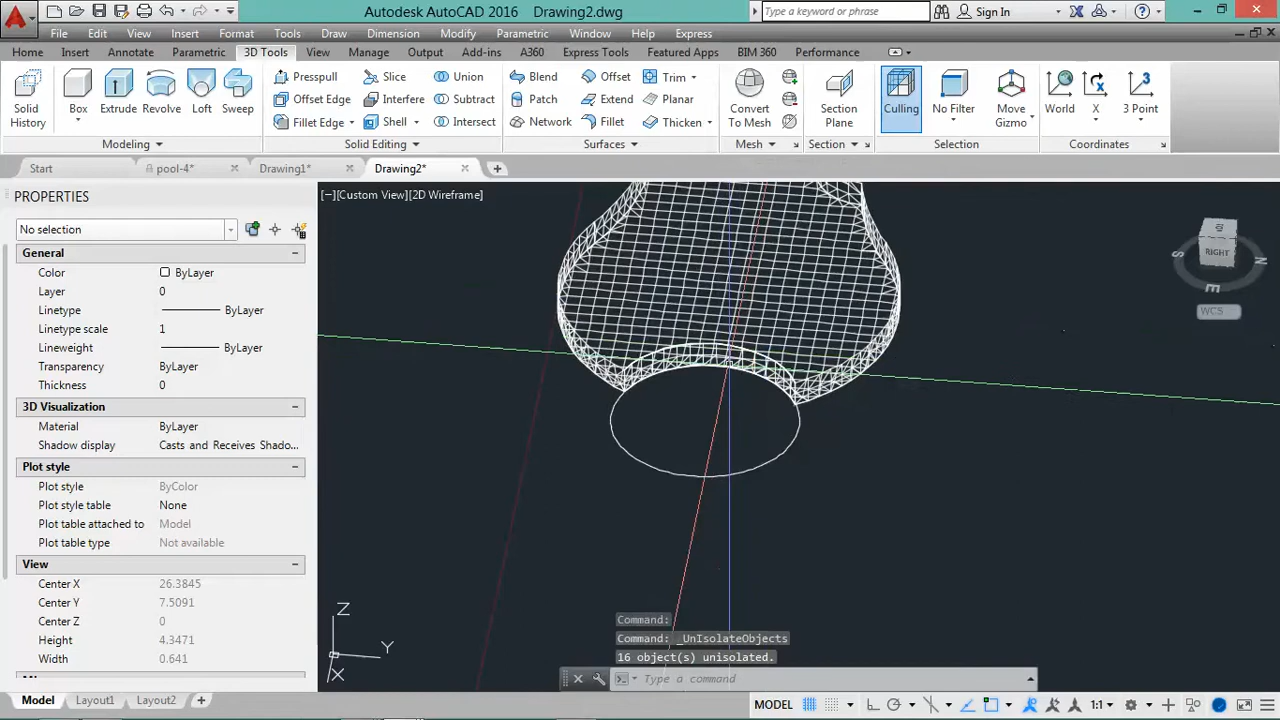 Autodesk AutoCAD 2016 Drawing2.dwg
Type a keyword or phrase
Sign In
File Edit View Insert Format Tools Draw Dimension Modify Parametric Window Help Express
Home Insert Annotate Parametric 3D Tools View Manage Output Add-ins A360 Express Tools Featured Apps BIM 360 Performance
Solid History
Box
Extrude
Revolve
Loft
Sweep
Modeling
Presspull
Offset Edge
Fillet Edge
Slice
Interfere
Shell
Union
Subtract
Intersect
Solid Editing
Blend
Patch
Network
Offset
Extend
Fillet
Trim
Planar
Thicken
Surfaces
Convert To Mesh
Mesh
Section Plane
Section
Culling
No Filter
Move Gizmo
Selection
World
X
3 Point
Coordinates
Start
pool-4*
Drawing1*
Drawing2*
PROPERTIES
No selection
General
Color ByLayer
Layer 0
Linetype ByLayer
Linetype scale 1
Lineweight ByLayer
Transparency ByLayer
Thickness 0
3D Visualization
Material ByLayer
Shadow display Casts and Receives Shado...
Plot style
Plot style ByColor
Plot style table None
Plot table attached to Model
Plot table type Not available
View
Center X 26.3845
Center Y 7.5091
Center Z 0
Height 4.3471
Width 0.641
[−][Custom View][2D Wireframe]
RIGHT
S
N
E
WCS
Z
Y
X
Command:
Command: _UnIsolateObjects
16 object(s) unisolated.
Type a command
Model Layout1 Layout2
MODEL
1:1